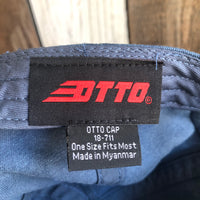 OTTO®
OTTO CAP
18-711
One Size Fits Most
Made in Myanmar